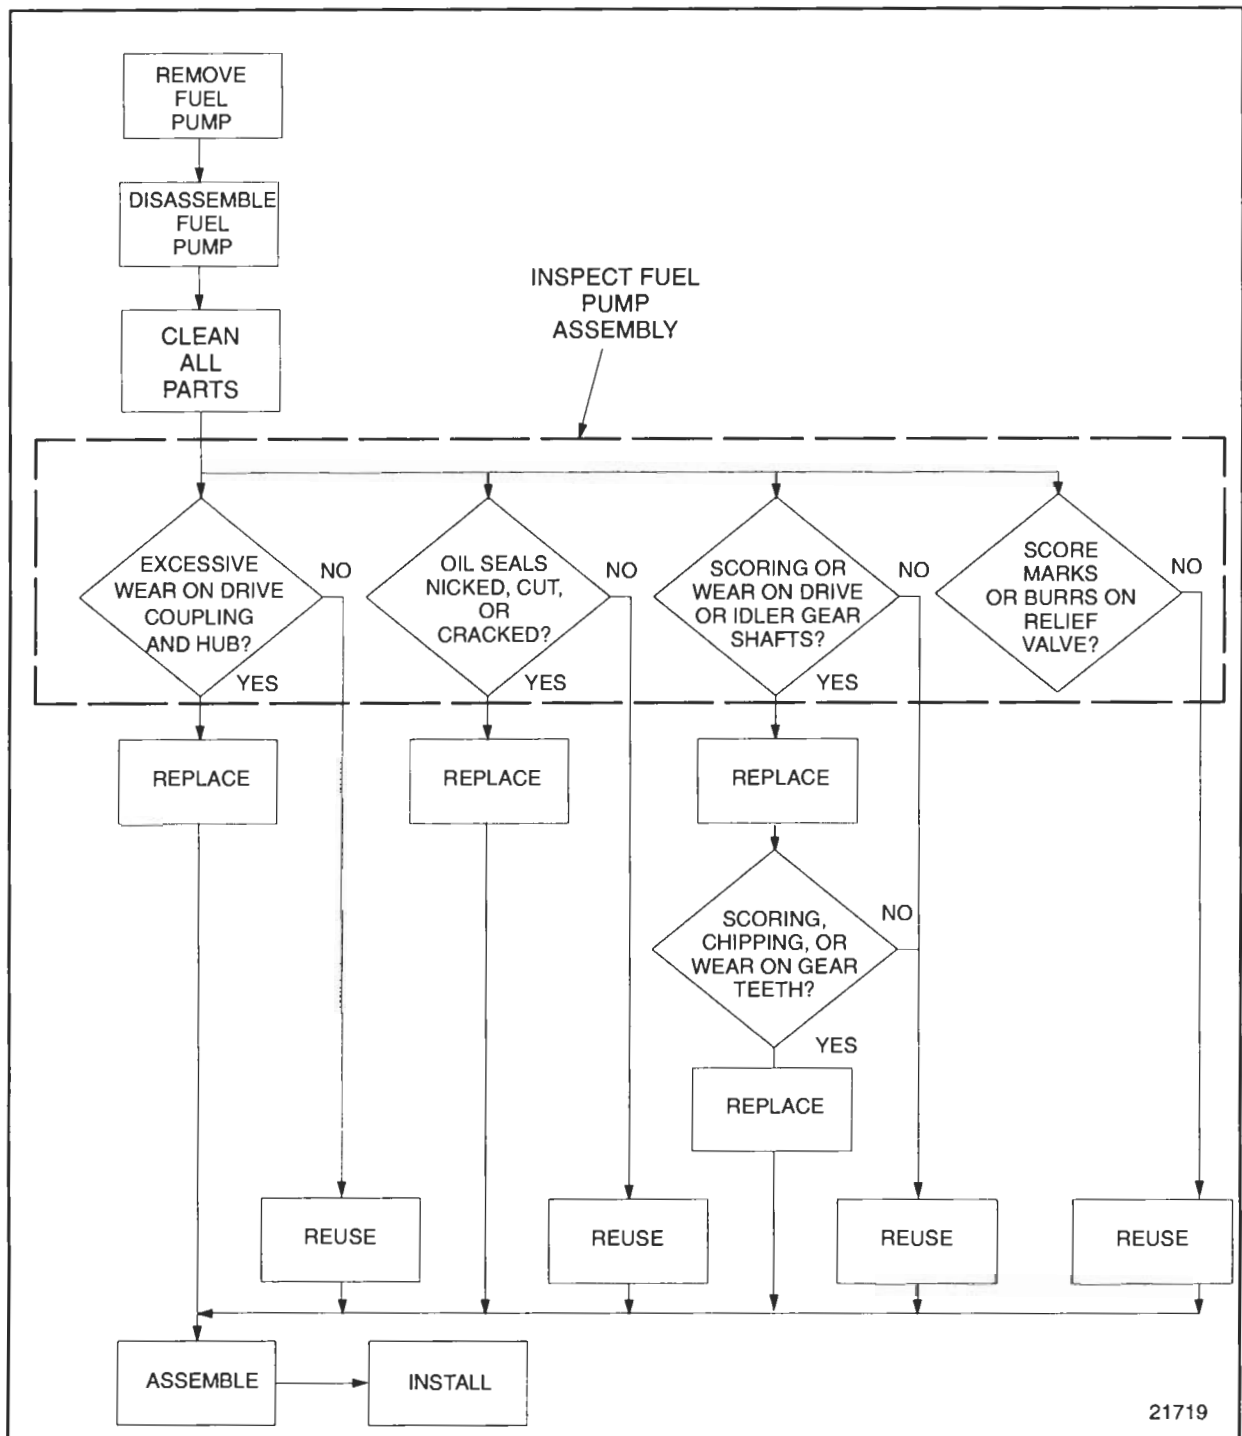 REMOVE
FUEL
PUMP
DISASSEMBLE
FUEL
PUMP
CLEAN
ALL
PARTS
INSPECT FUEL
PUMP
ASSEMBLY
EXCESSIVE
WEAR ON DRIVE
COUPLING
AND HUB?
NO
YES
OIL SEALS
NICKED, CUT,
OR
CRACKED?
NO
YES
SCORING OR
WEAR ON DRIVE
OR IDLER GEAR
SHAFTS?
NO
YES
SCORE
MARKS
OR BURRS ON
RELIEF
VALVE?
NO
REPLACE
REPLACE
REPLACE
SCORING,
CHIPPING, OR
WEAR ON GEAR
TEETH?
NO
YES
REPLACE
REUSE
REUSE
REUSE
REUSE
ASSEMBLE
INSTALL
21719